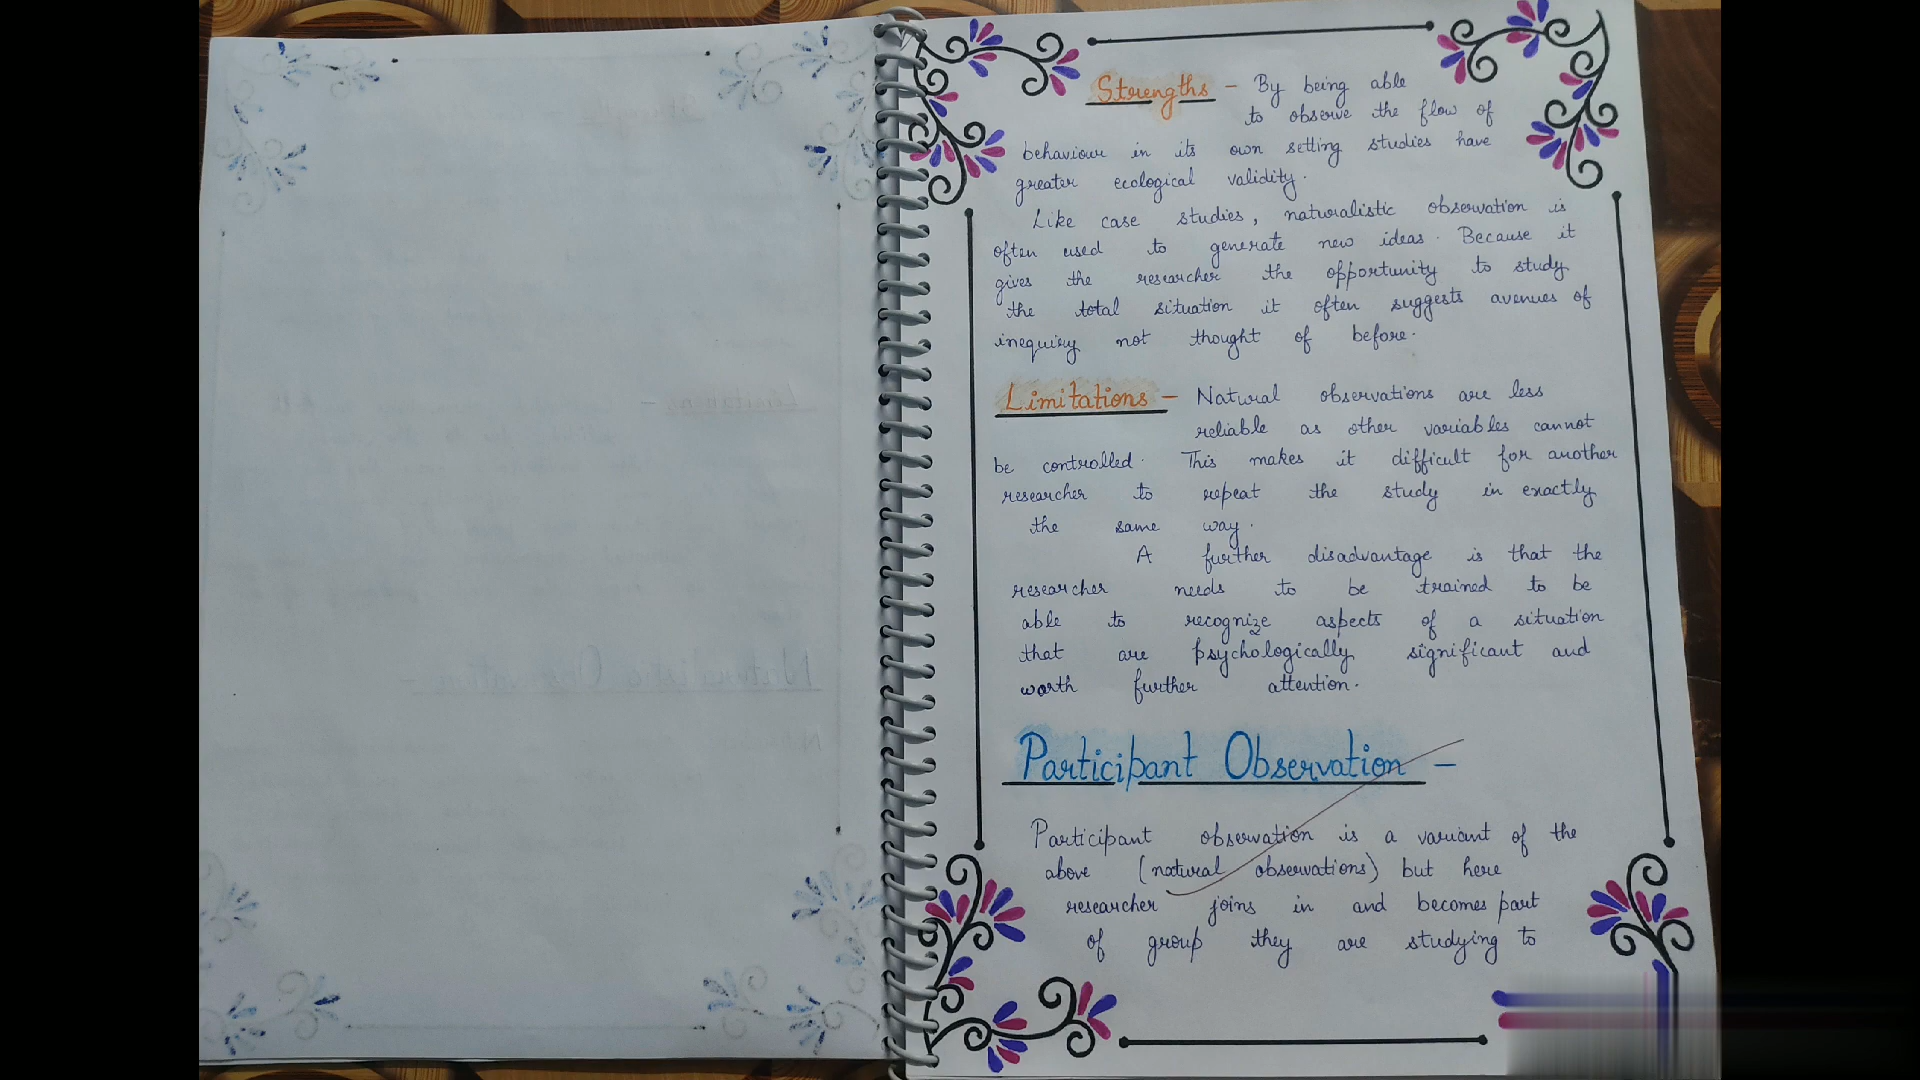 Strengths - By being able
to observe the flow of
behaviour in its own setting studies have
greater ecological validity.
Like case studies, naturalistic observation is
often used to generate new ideas. Because it
gives the researcher the opportunity to study
the total situation it often suggests avenues of
inequiry not thought of before.
Limitations - Natural observations are less
reliable as other variables cannot
be controlled. This makes it difficult for another
researcher to repeat the study in exactly
the same way.
A further disadvantage is that the
researcher needs to be trained to be
able to recognize aspects of a situation
that are psychologically significant and
worth further attention.
Participant Observation -
Participant observation is a variant of the
above (natural observations) but here
researcher joins in and becomes part
of group they are studying to